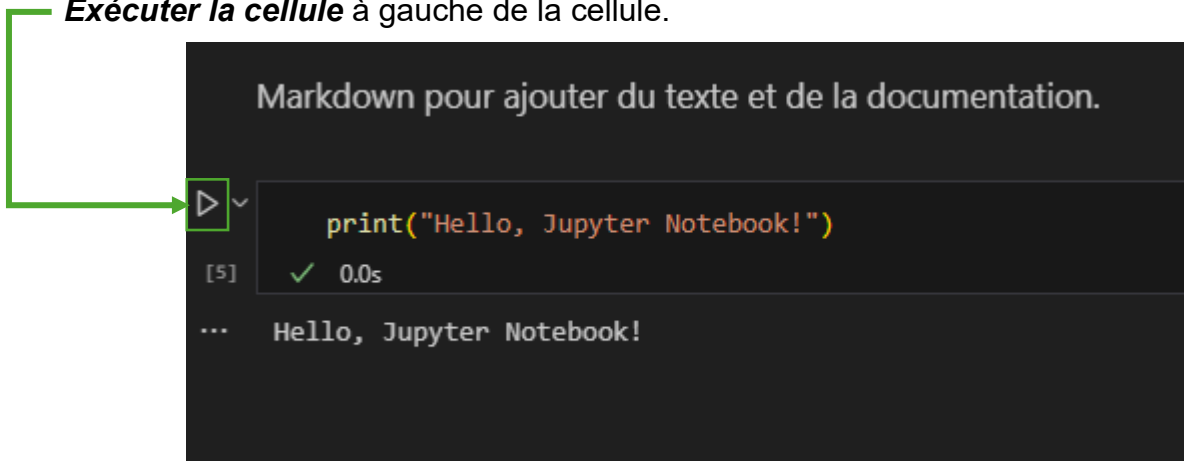 Exécuter la cellule à gauche de la cellule.
Markdown pour ajouter du texte et de la documentation.
print("Hello, Jupyter Notebook!")
[5] ✓ 0.0s
... Hello, Jupyter Notebook!